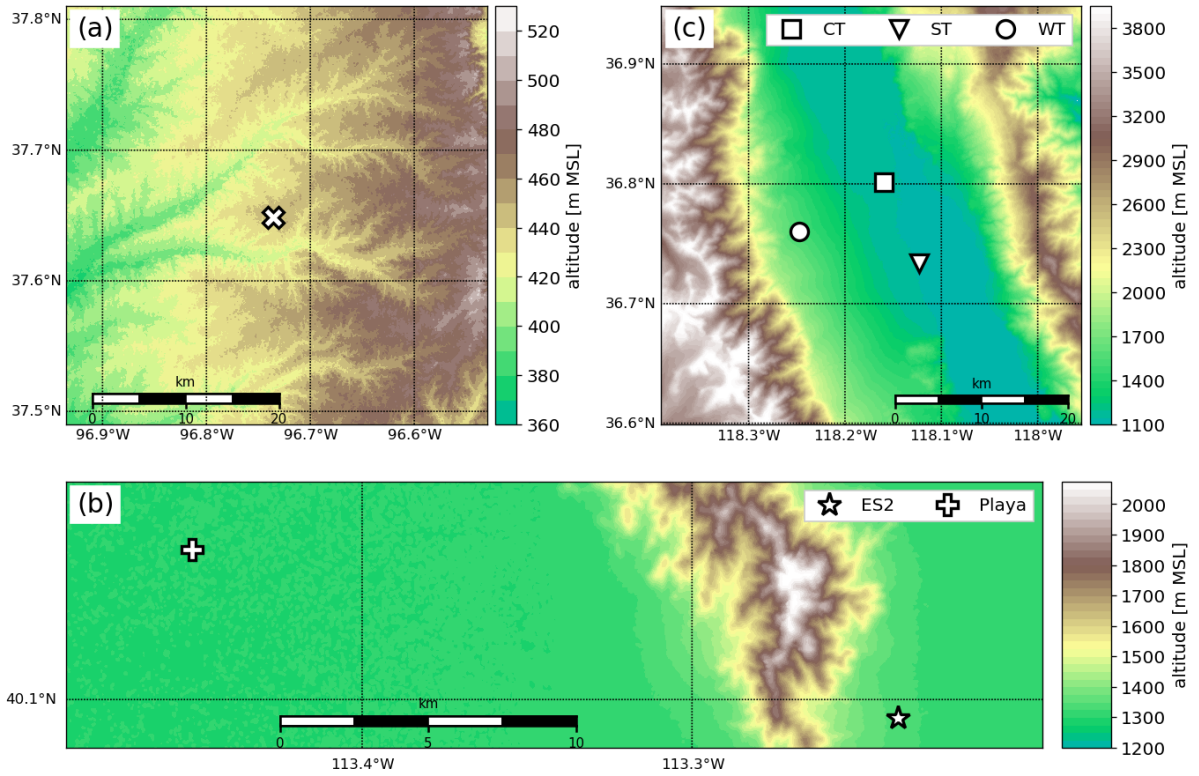 (a)
37.8°N
37.7°N
37.6°N
37.5°N
96.9°W 96.8°W 96.7°W 96.6°W
km
0 10 20
520
500
480
460
440
420
400
380
360
altitude [m MSL]
(c)
CT ST WT
36.9°N
36.8°N
36.7°N
36.6°N
118.3°W 118.2°W 118.1°W 118°W
km
0 10 20
3800
3500
3200
2900
2600
2300
2000
1700
1400
1100
altitude [m MSL]
(b)
ES2 Playa
40.1°N
113.4°W 113.3°W
km
0 5 10
2000
1900
1800
1700
1600
1500
1400
1300
1200
altitude [m MSL]